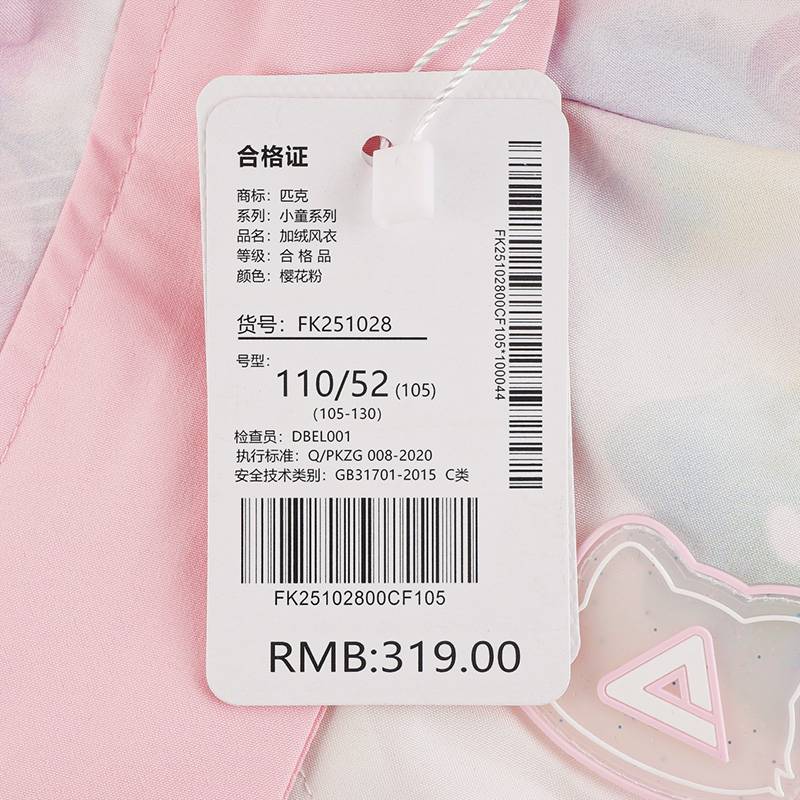 合格证
商标：匹克
系列：小童系列
品名：加绒风衣
等级：合 格 品
颜色：樱花粉
货号：FK251028
号型：
110/52 (105)
(105-130)
检查员：DBEL001
执行标准：Q/PKZG 008-2020
安全技术类别：GB31701-2015 C类
FK25102800CF105
RMB:319.00
FK25102800CF105*100044